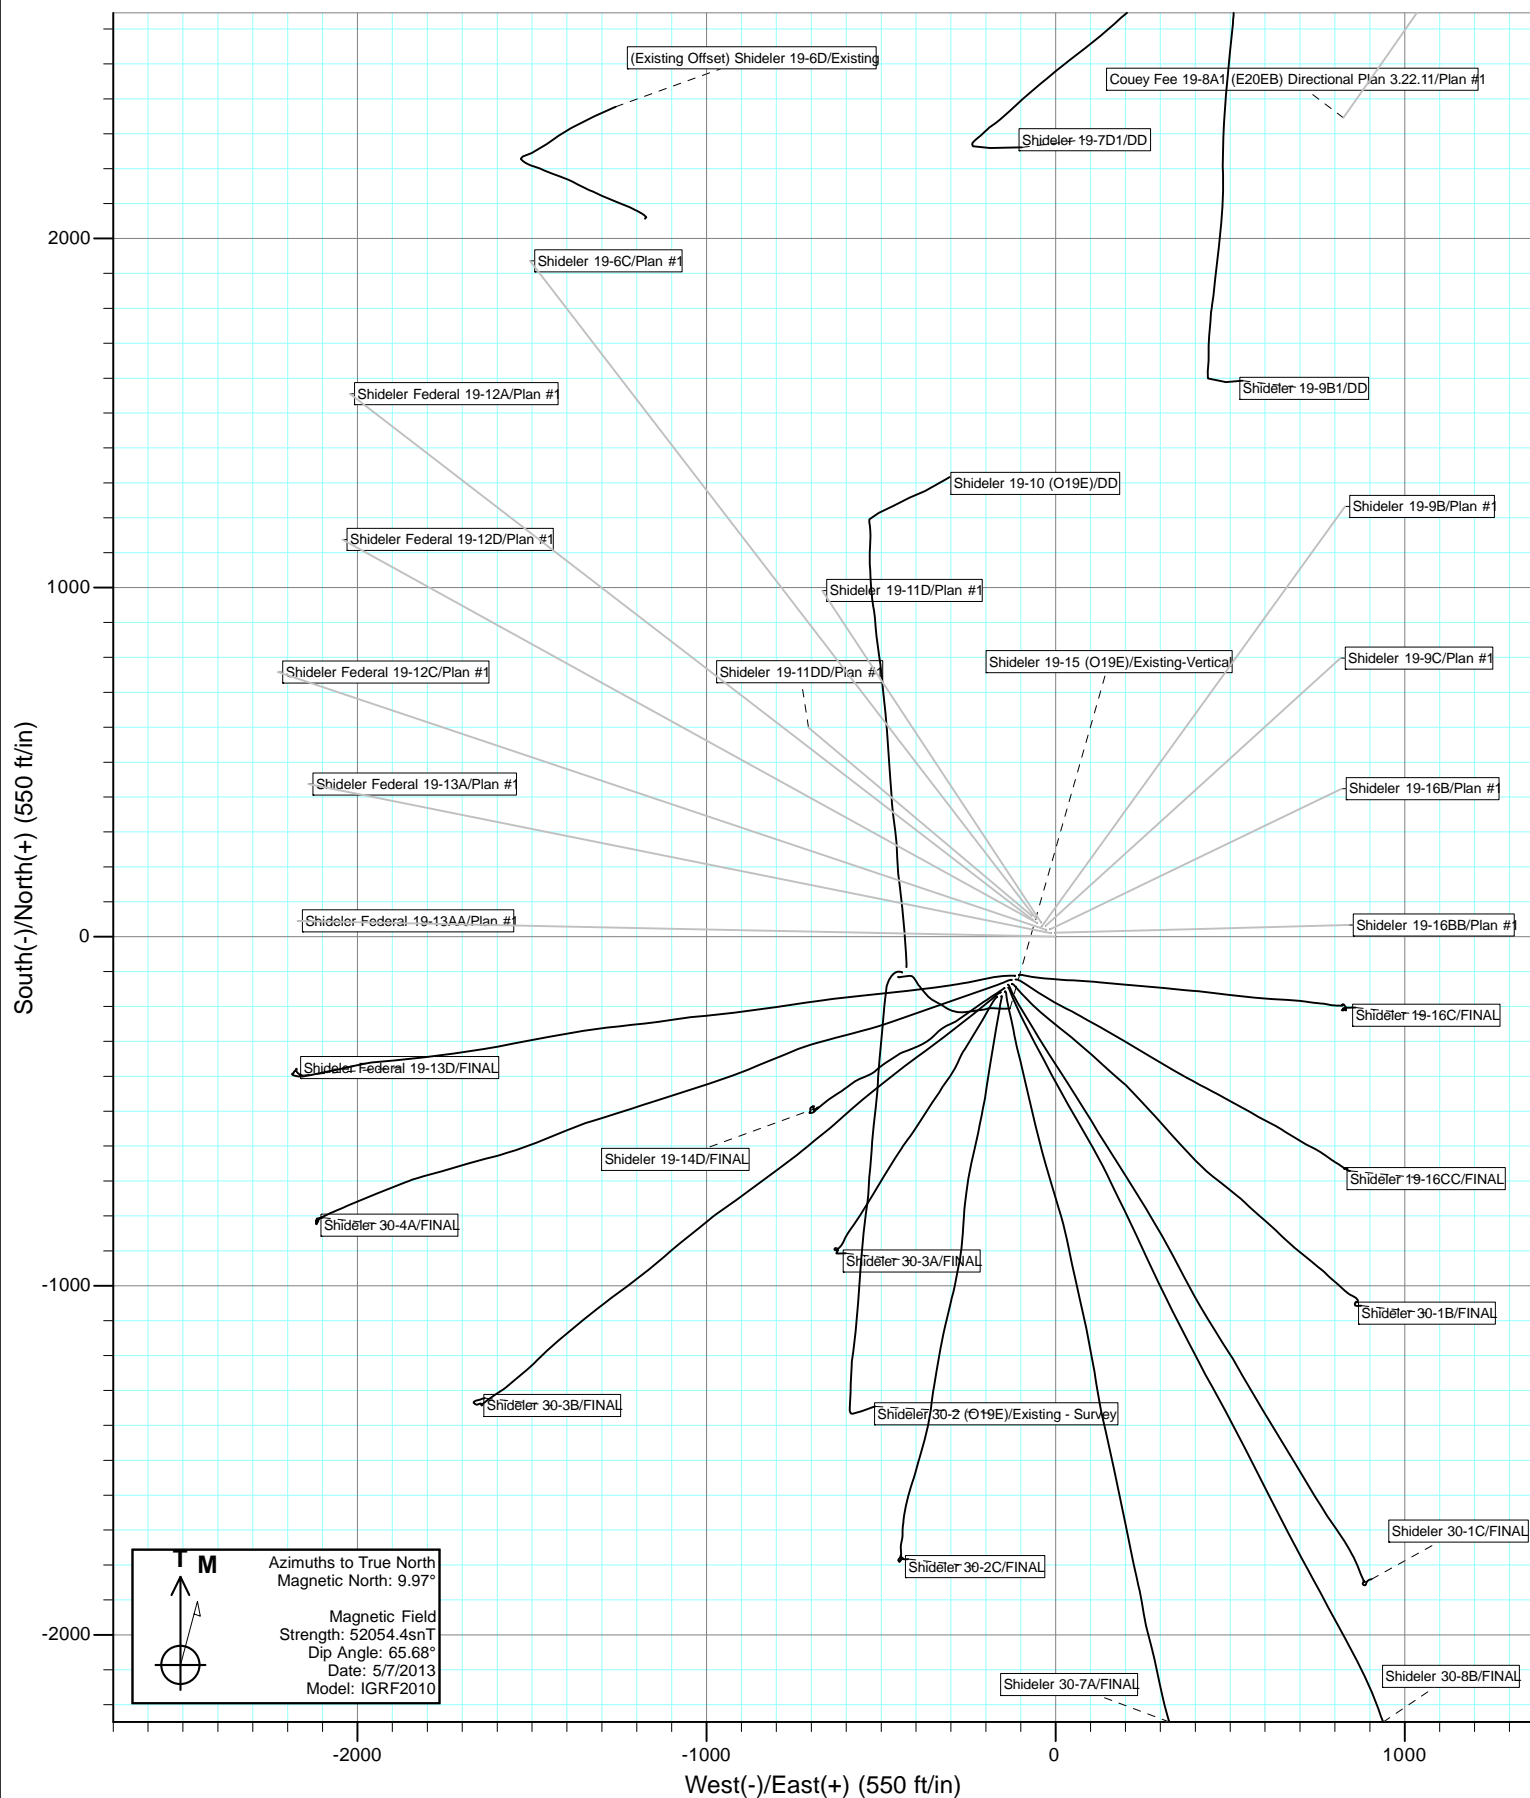 (Existing Offset) Shideler 19-6D/Existing
Couey Fee 19-8A1 (E20EB) Directional Plan 3.22.11/Plan #1
Shideler 19-7D1/DD
2000
Shideler 19-6C/Plan #1
Shideler Federal 19-12A/Plan #1
Shideler 19-9B1/DD
Shideler 19-10 (O19E)/DD
Shideler 19-9B/Plan #1
Shideler Federal 19-12D/Plan #1
1000
Shideler 19-11D/Plan #1
Shideler Federal 19-12C/Plan #1
Shideler 19-11DD/Plan #1
Shideler 19-15 (O19E)/Existing-Vertical
Shideler 19-9C/Plan #1
Shideler Federal 19-13A/Plan #1
Shideler 19-16B/Plan #1
South(-)/North(+) (550 ft/in)
Shideler Federal 19-13AA/Plan #1
Shideler 19-16BB/Plan #1
0
Shideler 19-16C/FINAL
Shideler Federal 19-13D/FINAL
Shideler 19-14D/FINAL
Shideler 19-16CC/FINAL
Shideler 30-4A/FINAL
Shideler 30-3A/FINAL
-1000
Shideler 30-1B/FINAL
Shideler 30-3B/FINAL
Shideler 30-2 (O19E)/Existing - Survey
Shideler 30-1C/FINAL
Shideler 30-2C/FINAL
T M
Azimuths to True North
Magnetic North: 9.97°
Magnetic Field
Strength: 52054.4snT
Dip Angle: 65.68°
Date: 5/7/2013
Model: IGRF2010
-2000
Shideler 30-7A/FINAL
Shideler 30-8B/FINAL
-2000
-1000
0
1000
West(-)/East(+) (550 ft/in)